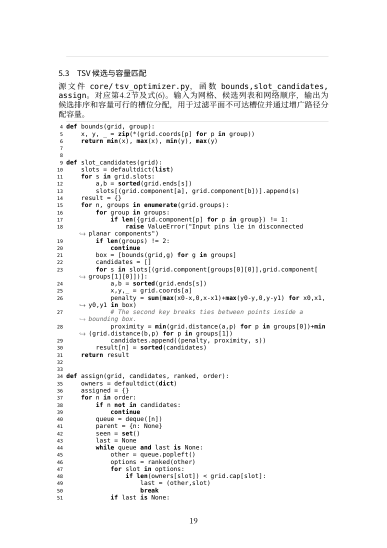 5.3 TSV 候选与容量匹配
源文件 core/tsv_optimizer.py，函数 bounds,slot_candidates,
assign。对应第4.2节及式(6)。输入为网格，候选列表和网络顺序，输出为
候选排序和容量可行的槽位分配，用于过滤平面不可达槽位并通过增广路径分
配容量。
4 def bounds(grid, group):
5     x, y, _ = zip(*(grid.coords[p] for p in group))
6     return min(x), max(x), min(y), max(y)
7
8
9 def slot_candidates(grid):
10     slots = defaultdict(list)
11     for s in grid.slots:
12         a,b = sorted(grid.ends[s])
13         slots[(grid.component[a], grid.component[b])].append(s)
14     result = {}
15     for n, groups in enumerate(grid.groups):
16         for group in groups:
17             if len({grid.component[p] for p in group}) != 1:
18                 raise ValueError("Input pins lie in disconnected
↪ planar components")
19         if len(groups) != 2:
20             continue
21         box = [bounds(grid,g) for g in groups]
22         candidates = []
23         for s in slots[(grid.component[groups[0][0]],grid.component[
↪ groups[1][0]])]:
24             a,b = sorted(grid.ends[s])
25             x,y,_ = grid.coords[a]
26             penalty = sum(max(x0-x,0,x-x1)+max(y0-y,0,y-y1) for x0,x1,
↪ y0,y1 in box)
27             # The second key breaks ties between points inside a
↪ bounding box.
28             proximity = min(grid.distance(a,p) for p in groups[0])+min
↪ (grid.distance(b,p) for p in groups[1])
29             candidates.append((penalty, proximity, s))
30         result[n] = sorted(candidates)
31     return result
32
33
34 def assign(grid, candidates, ranked, order):
35     owners = defaultdict(dict)
36     assigned = {}
37     for n in order:
38         if n not in candidates:
39             continue
40         queue = deque([n])
41         parent = {n: None}
42         seen = set()
43         last = None
44         while queue and last is None:
45             other = queue.popleft()
46             options = ranked(other)
47             for slot in options:
48                 if len(owners[slot]) < grid.cap[slot]:
49                     last = (other,slot)
50                     break
51             if last is None:
19